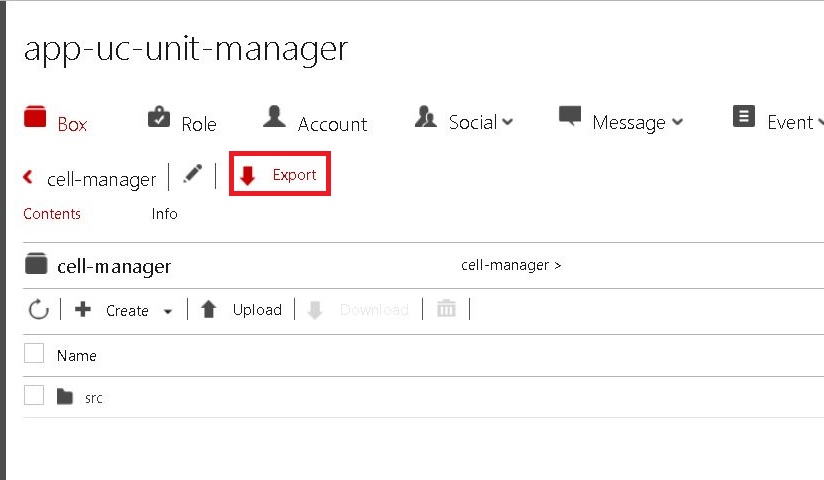 app-uc-unit-manager
Box Role Account Social Message Event
cell-manager Export
Contents Info
cell-manager cell-manager >
Create Upload Download
Name
src